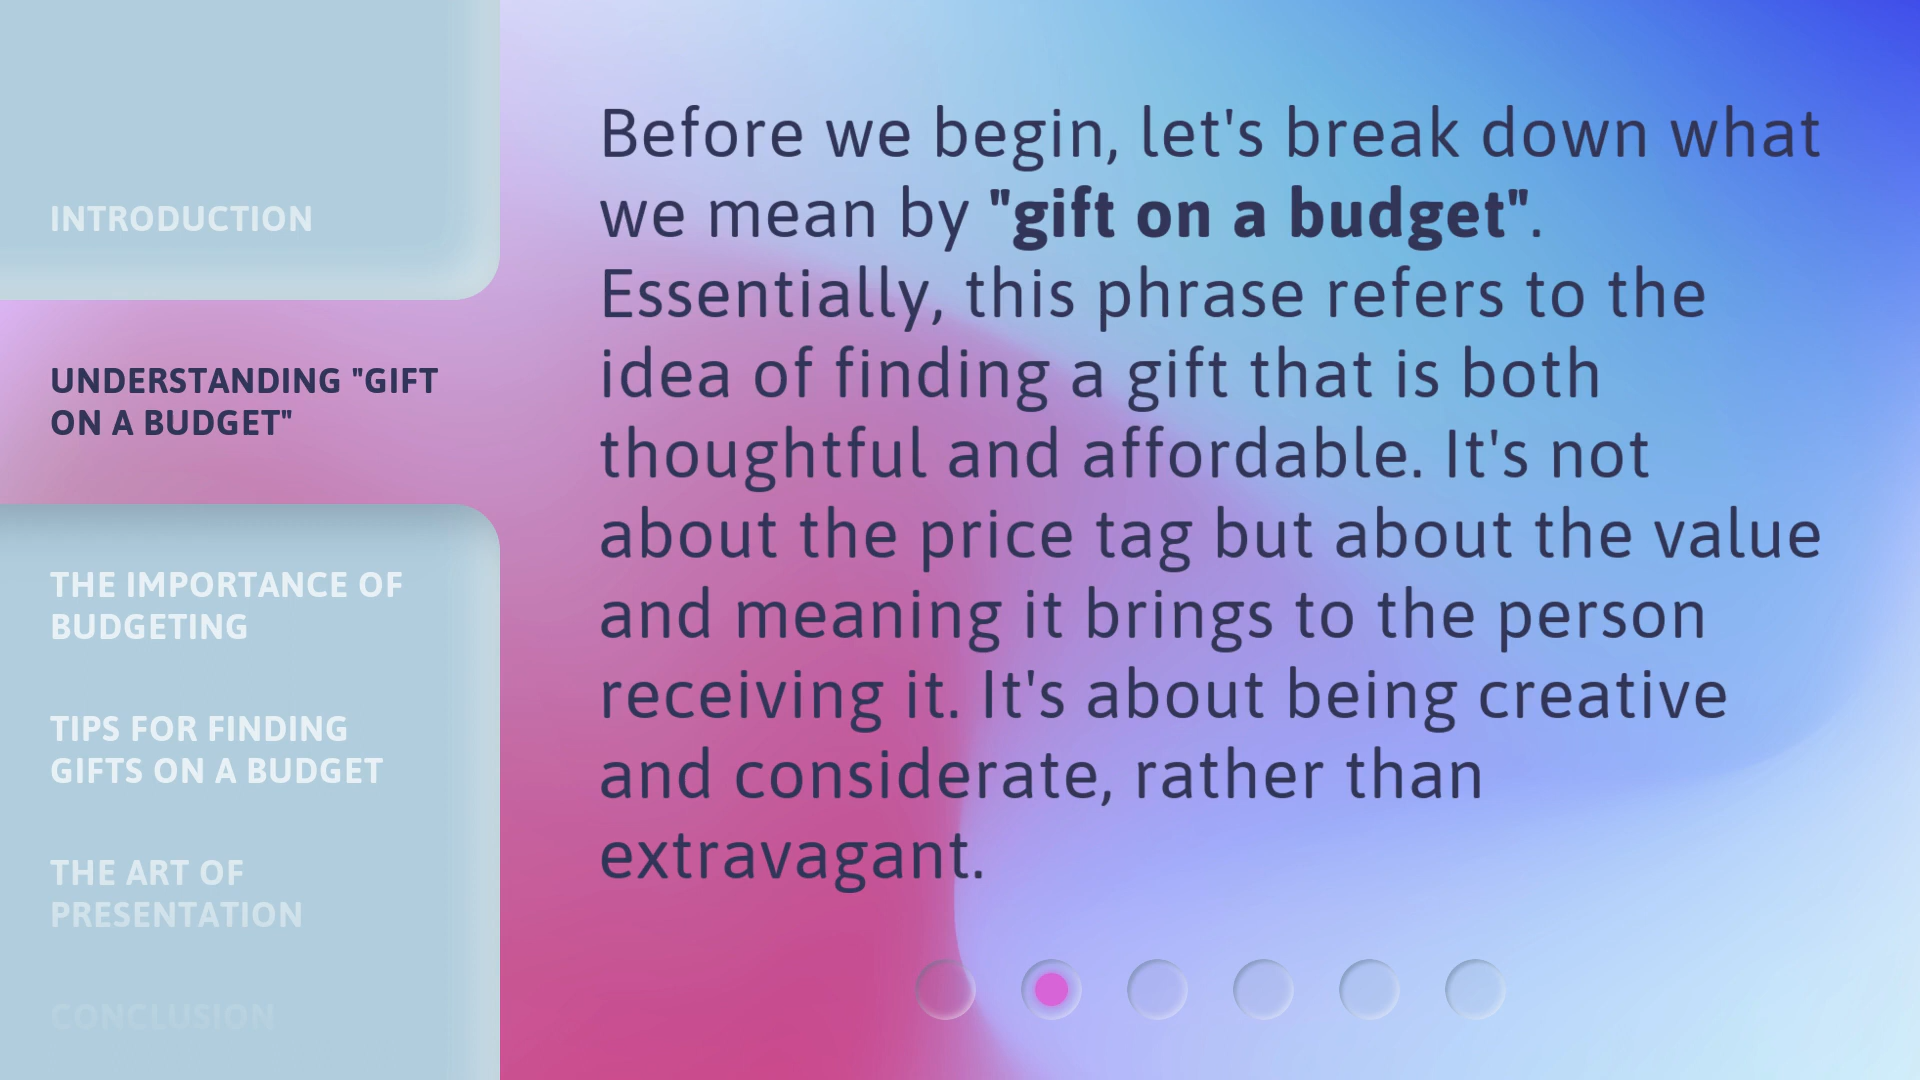 INTRODUCTION
UNDERSTANDING "GIFT
ON A BUDGET"
THE IMPORTANCE OF
BUDGETING
TIPS FOR FINDING
GIFTS ON A BUDGET
THE ART OF
PRESENTATION
CONCLUSION
Before we begin, let's break down what
we mean by "gift on a budget".
Essentially, this phrase refers to the
idea of finding a gift that is both
thoughtful and affordable. It's not
about the price tag but about the value
and meaning it brings to the person
receiving it. It's about being creative
and considerate, rather than
extravagant.